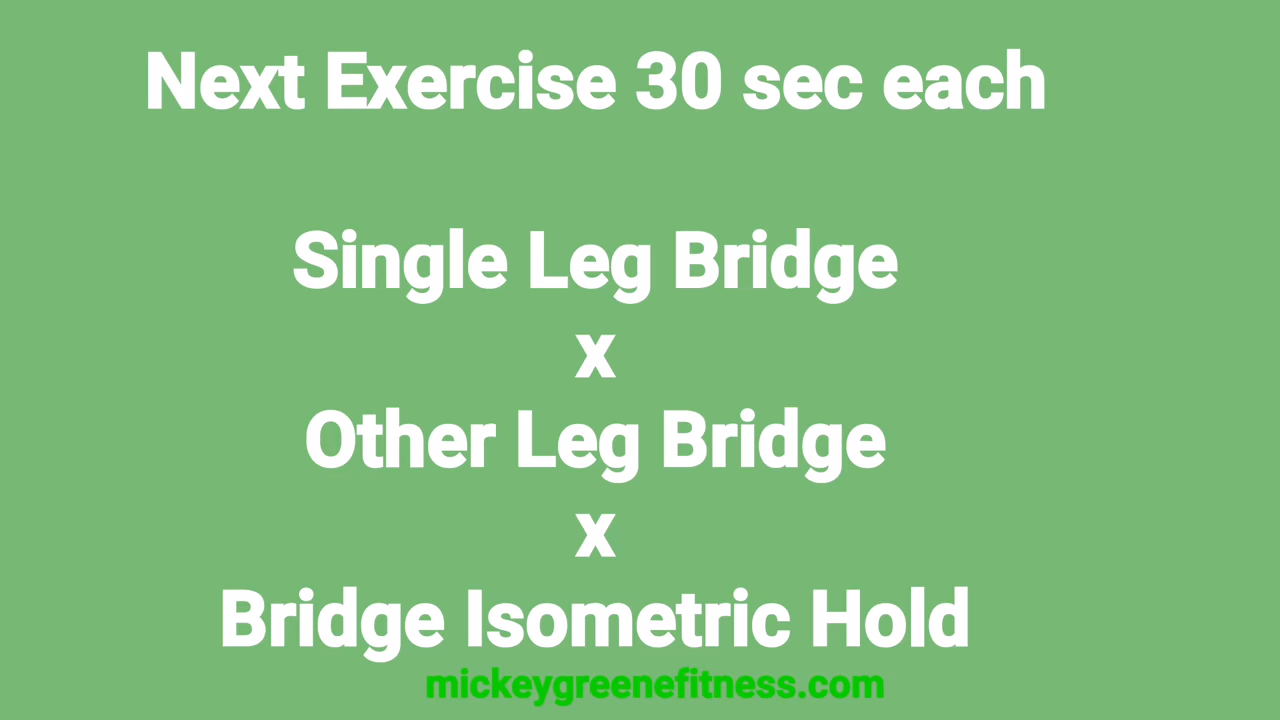 Next Exercise 30 sec each
Single Leg Bridge
x
Other Leg Bridge
x
Bridge Isometric Hold
mickeygreenefitness.com